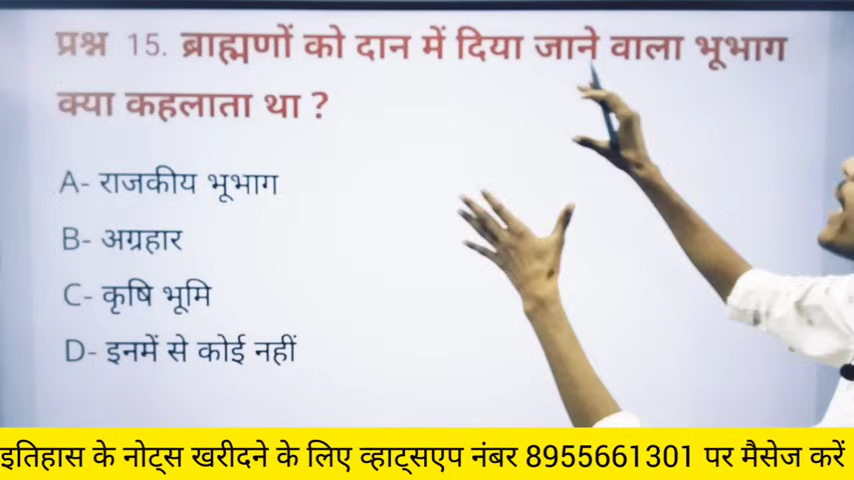 प्रश्न 15. ब्राह्मणों को दान में दिया जाने वाला भूभाग
क्या कहलाता था ?
A- राजकीय भूभाग
B- अग्रहार
C- कृषि भूमि
D- इनमें से कोई नहीं
इतिहास के नोट्स खरीदने के लिए व्हाट्सएप नंबर 8955661301 पर मैसेज करें